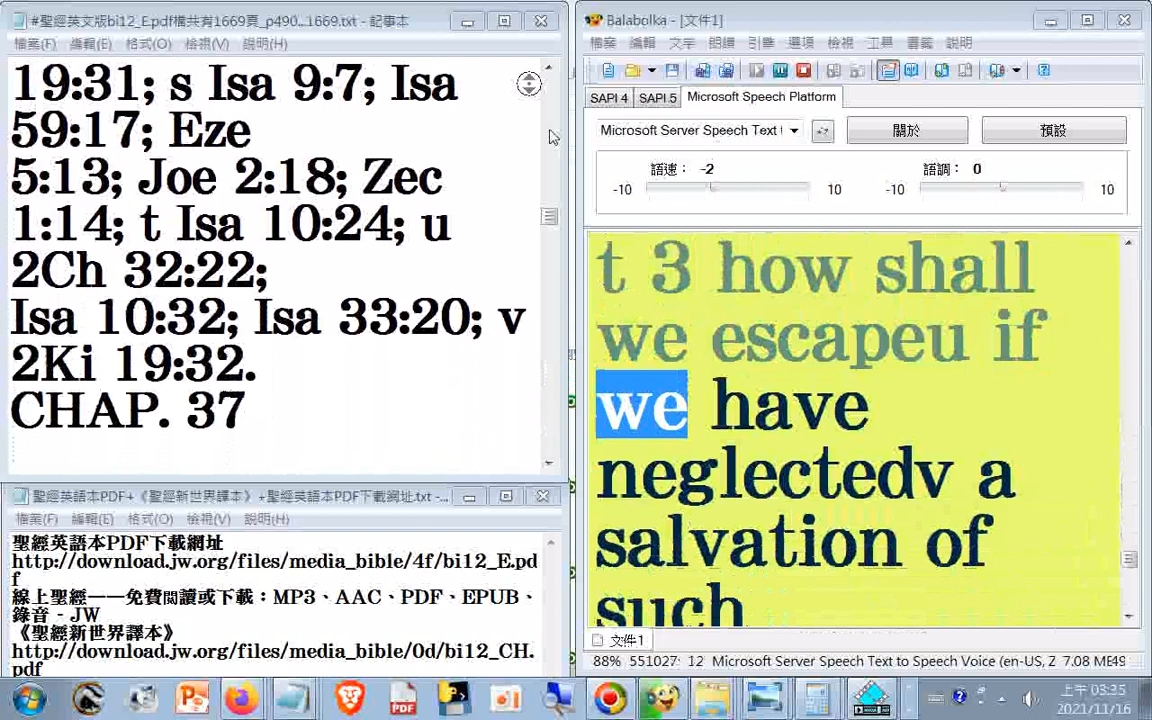 #聖經英文版bi12_E.pdf檔共有1669頁_p490...1669.txt - 記事本
檔案(F) 編輯(E) 格式(O) 檢視(V) 說明(H)
19:31; s Isa 9:7; Isa
59:17; Eze
5:13; Joe 2:18; Zec
1:14; t Isa 10:24; u
2Ch 32:22;
Isa 10:32; Isa 33:20; v
2Ki 19:32.
CHAP. 37
聖經英語本PDF+《聖經新世界譯本》+聖經英語本PDF下載網址.txt -...
檔案(F) 編輯(E) 格式(O) 檢視(V) 說明(H)
聖經英語本PDF下載網址
http://download.jw.org/files/media_bible/4f/bi12_E.pd
f
線上聖經——免費閱讀或下載：MP3、AAC、PDF、EPUB、
錄音 - JW
《聖經新世界譯本》
http://download.jw.org/files/media_bible/0d/bi12_CH.
pdf
Balabolka - [文件1]
檔案 編輯 文字 朗讀 引擎 選項 檢視 工具 書籤 說明
SAPI 4 SAPI 5 Microsoft Speech Platform
Microsoft Server Speech Text 關於 預設
語速： -2 語調： 0
-10 10 -10 10
t 3 how shall
we escapeu if
we have
neglectedv a
salvation of
such
文件1
88% 551027: 12 Microsoft Server Speech Text to Speech Voice (en-US, Z 7.08 ME49
上午 03:35
2021/11/16